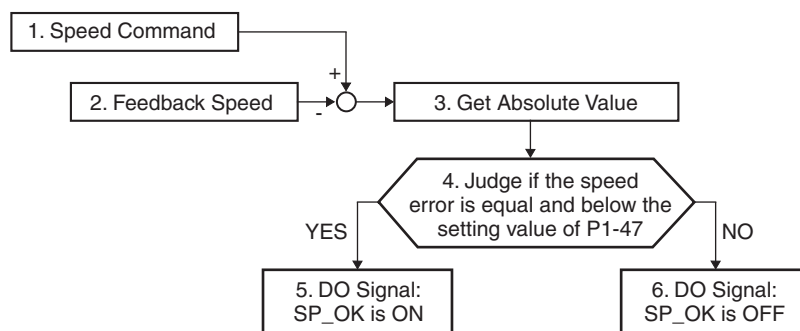 1. Speed Command
+
2. Feedback Speed
-
3. Get Absolute Value
4. Judge if the speed
error is equal and below the
setting value of P1-47
YES
NO
5. DO Signal:
SP_OK is ON
6. DO Signal:
SP_OK is OFF